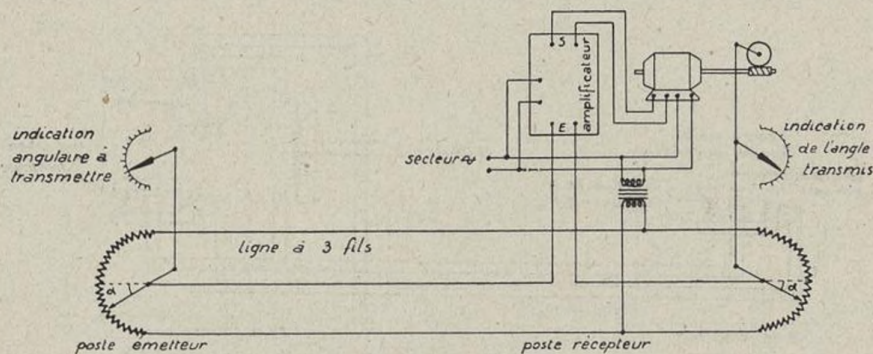 S
amplificateur
E
indication
angulaire à
transmettre
secteur ~
indication
de l'angle
transmis
ligne à 3 fils
α
α
poste émetteur
poste récepteur